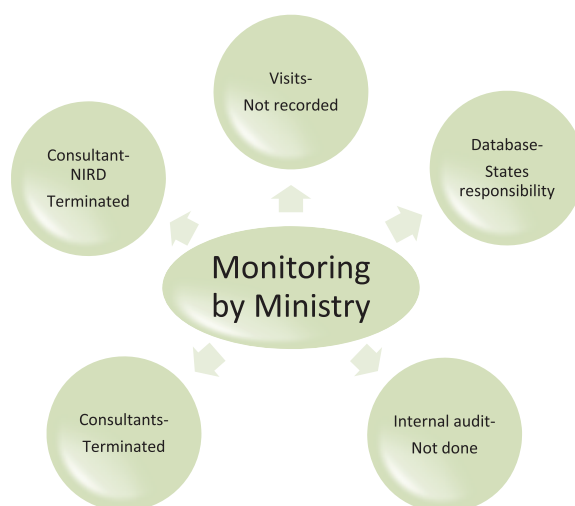 Visits-
Not recorded
Consultant-
NIRD
Terminated
Database-
States
responsibility
Monitoring
by Ministry
Consultants-
Terminated
Internal audit-
Not done